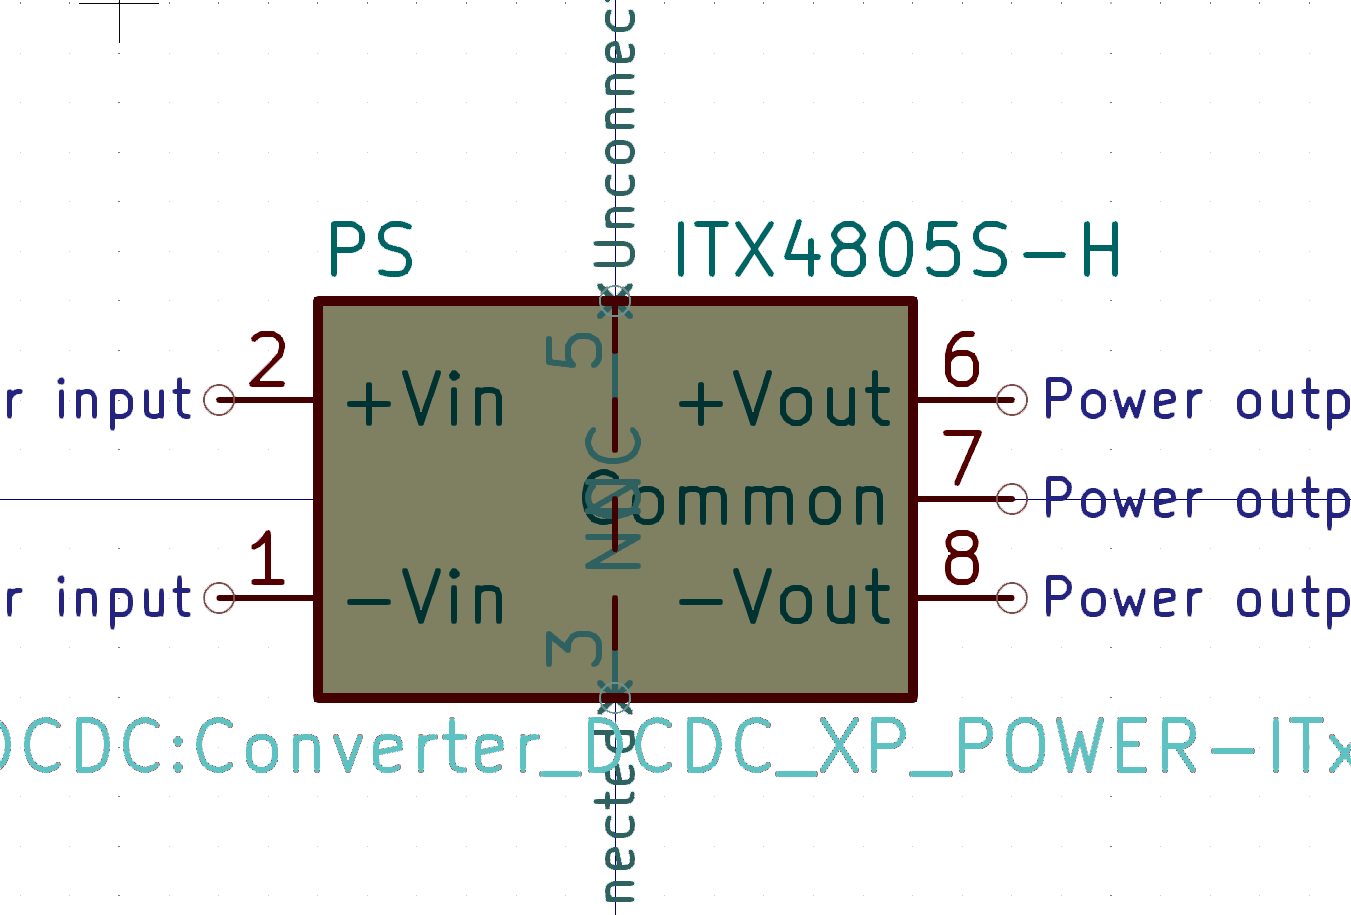 Unconnec
PS
ITX4805S-H
r input
2
+Vin
5
NC
+Vout
6
Power outp
Common
7
Power outp
r input
1
-Vin
3
NC
-Vout
8
Power outp
DCDC:Converter_DCDC_XP_POWER-ITx
nected